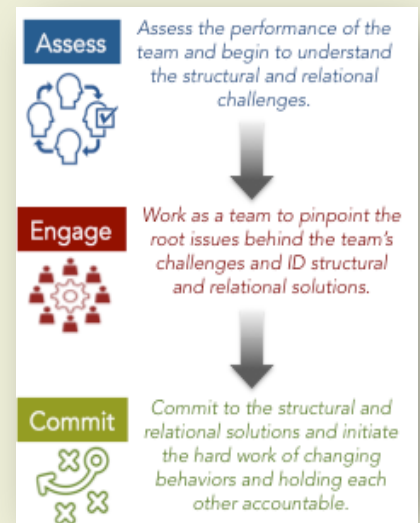 Assess
Assess the performance of the
team and begin to understand
the structural and relational
challenges.
Engage
Work as a team to pinpoint the
root issues behind the team's
challenges and ID structural
and relational solutions.
Commit
Commit to the structural and
relational solutions and initiate
the hard work of changing
behaviors and holding each
other accountable.